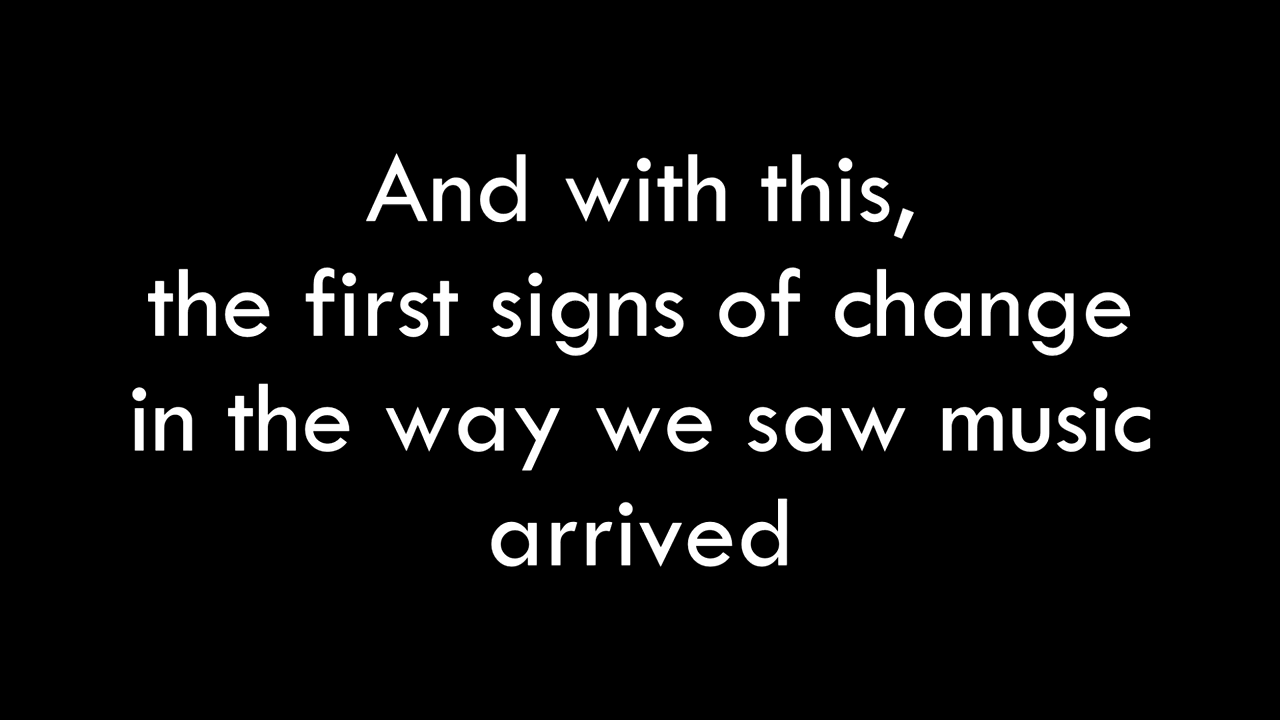 And with this,
the first signs of change
in the way we saw music
arrived